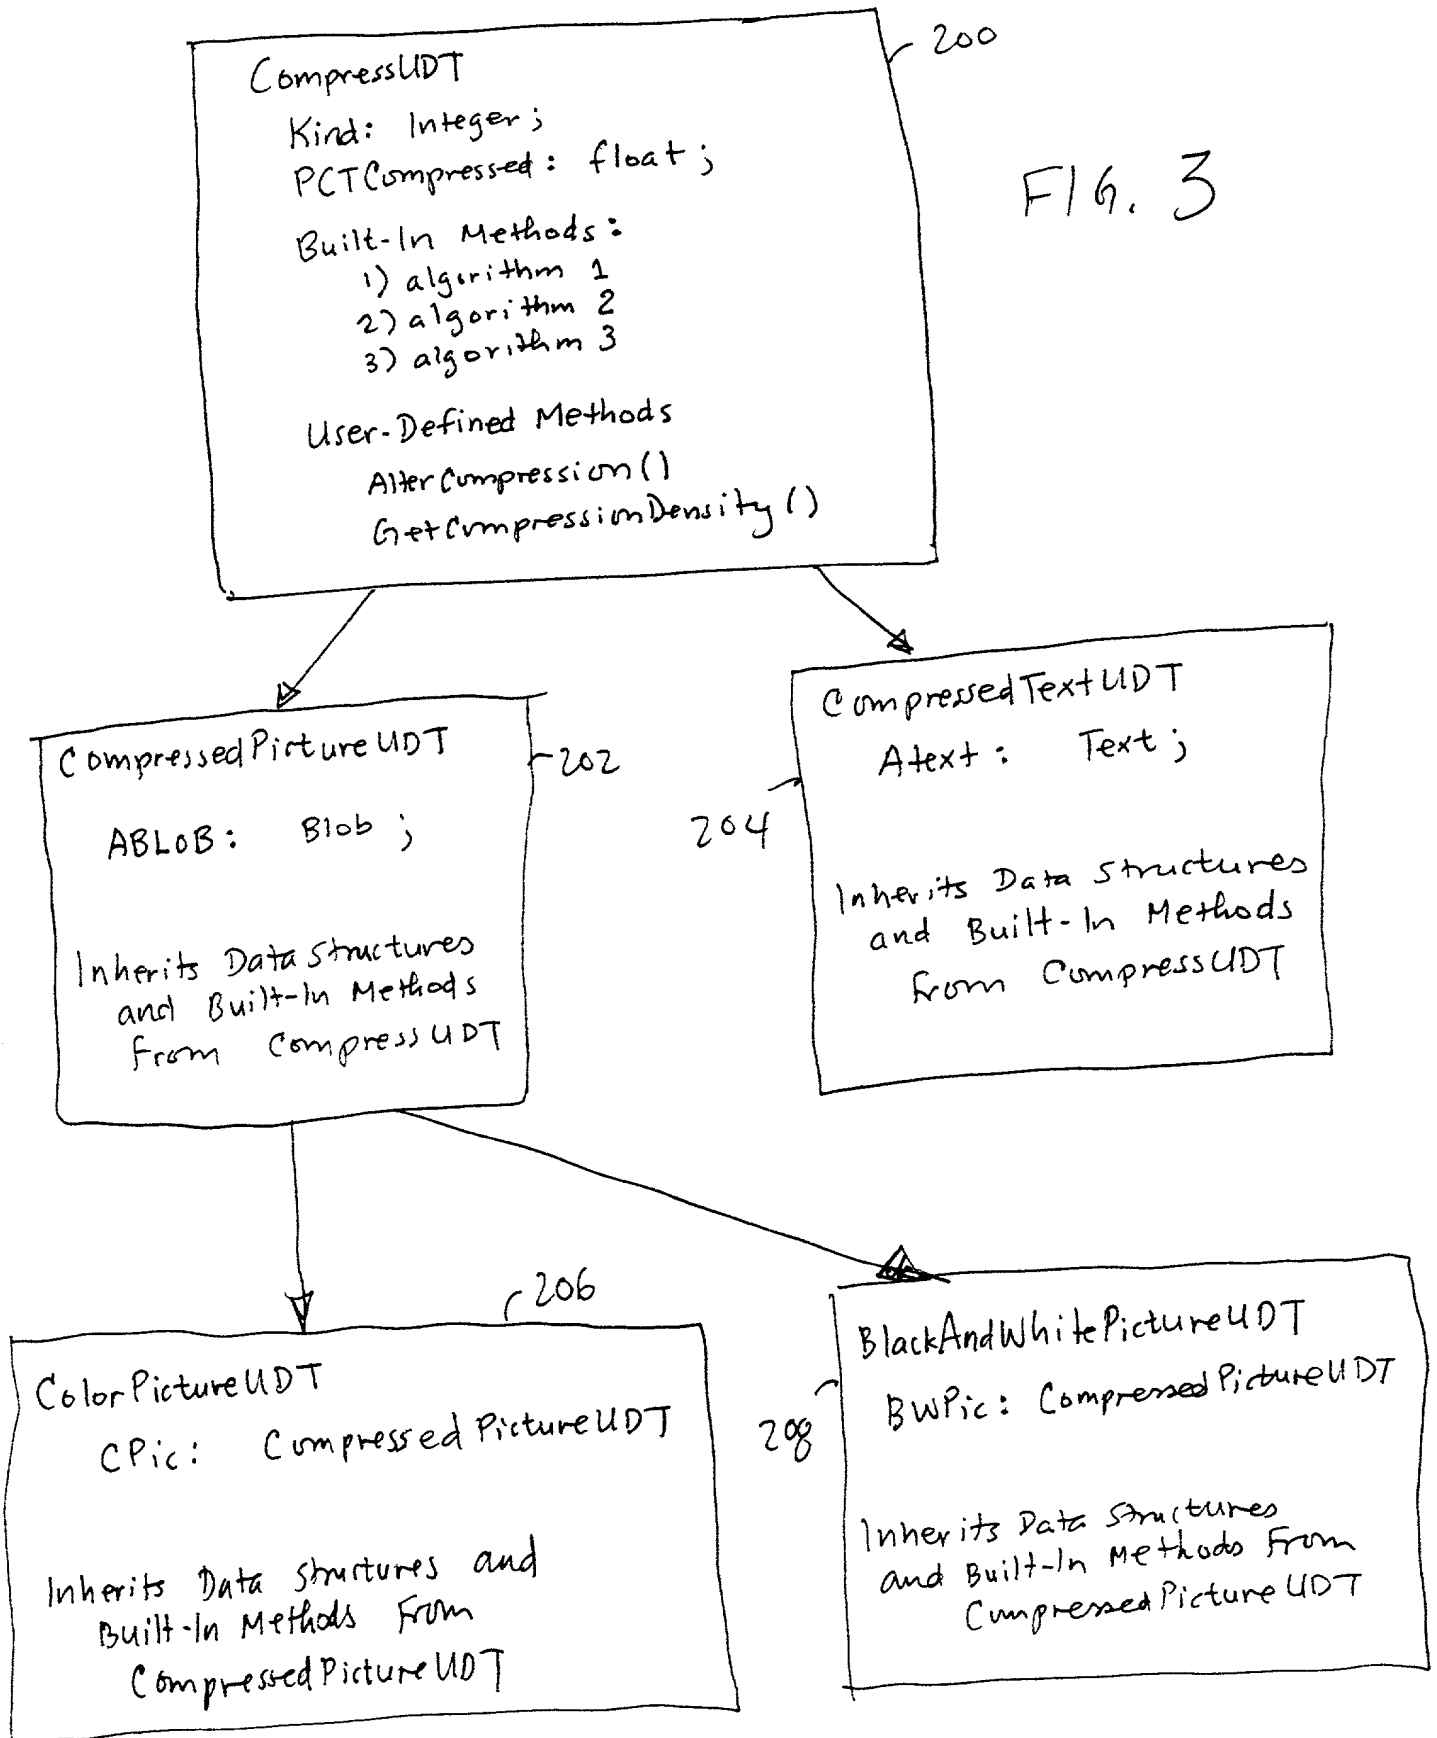 200
CompressUDT
Kind: Integer;
PCTCompressed: float;
FIG. 3
Built-In Methods:
1) algorithm 1
2) algorithm 2
3) algorithm 3
User-Defined Methods
AlterCompression()
GetCompressionDensity()
CompressedPictureUDT
202
ABLOB: Blob;
Inherits Data Structures
and Built-In Methods
From CompressUDT
CompressedTextUDT
Atext: Text;
204
Inherits Data Structures
and Built-In Methods
From CompressUDT
206
ColorPictureUDT
CPic: CompressedPictureUDT
Inherits Data Structures and
Built-In Methods From
CompressedPictureUDT
BlackAndWhitePictureUDT
BWPic: CompressedPictureUDT
208
Inherits Data Structures
and Built-In Methods From
CompressedPictureUDT